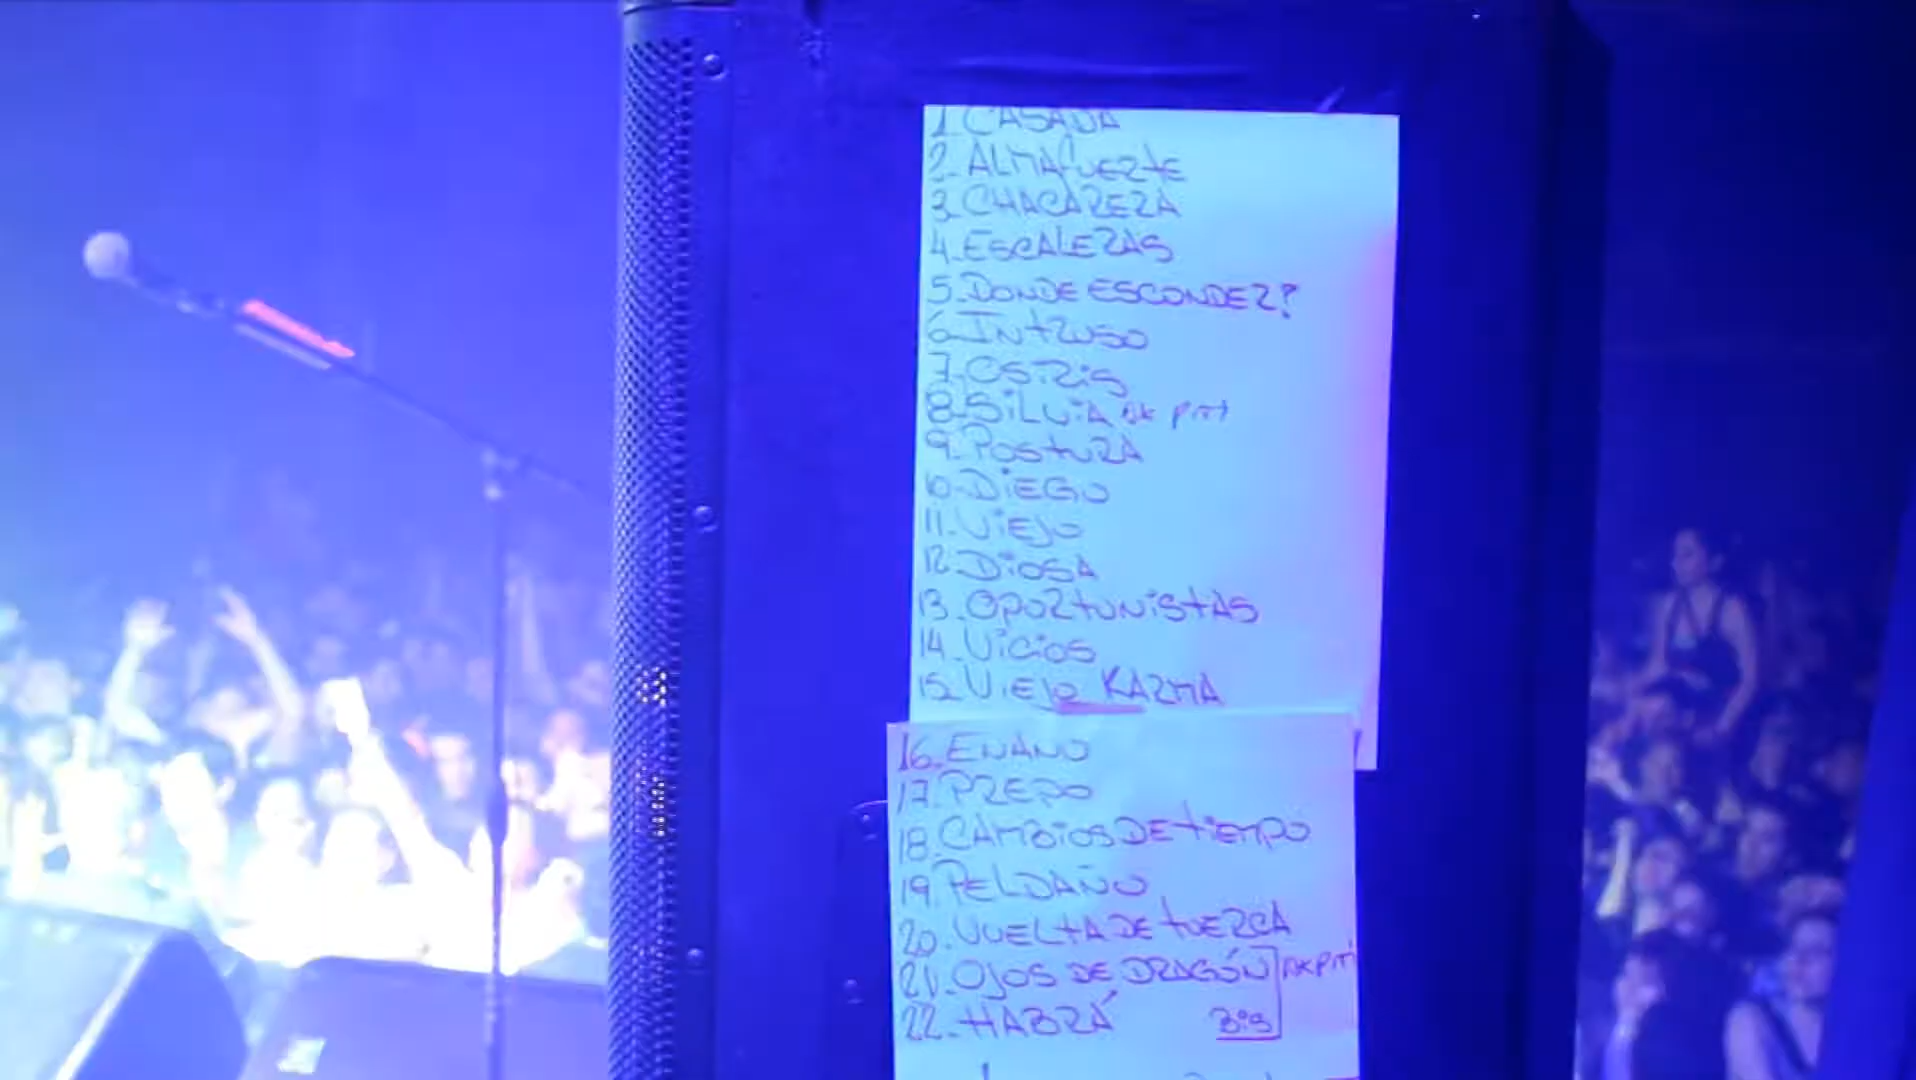 1. CASADA
2. ALMAFUERTE
3. CHACARERA
4. ESCALERAS
5. DONDE ESCONDER?
6. INTRUSO
7. OSIRIS
8. SILVIA
9. POSTURA
10. DIEGO
11. VIEJO
12. DIOSA
13. OPORTUNISTAS
14. VICIOS
15. VIEJO KARMA
16. ENANO
17. PREPO
18. CAMBIOS DE TIEMPO
19. PELDAÑO
20. VUELTA DE TUERCA
21. OJOS DE DRAGÓN
22. HABRÁ BIS